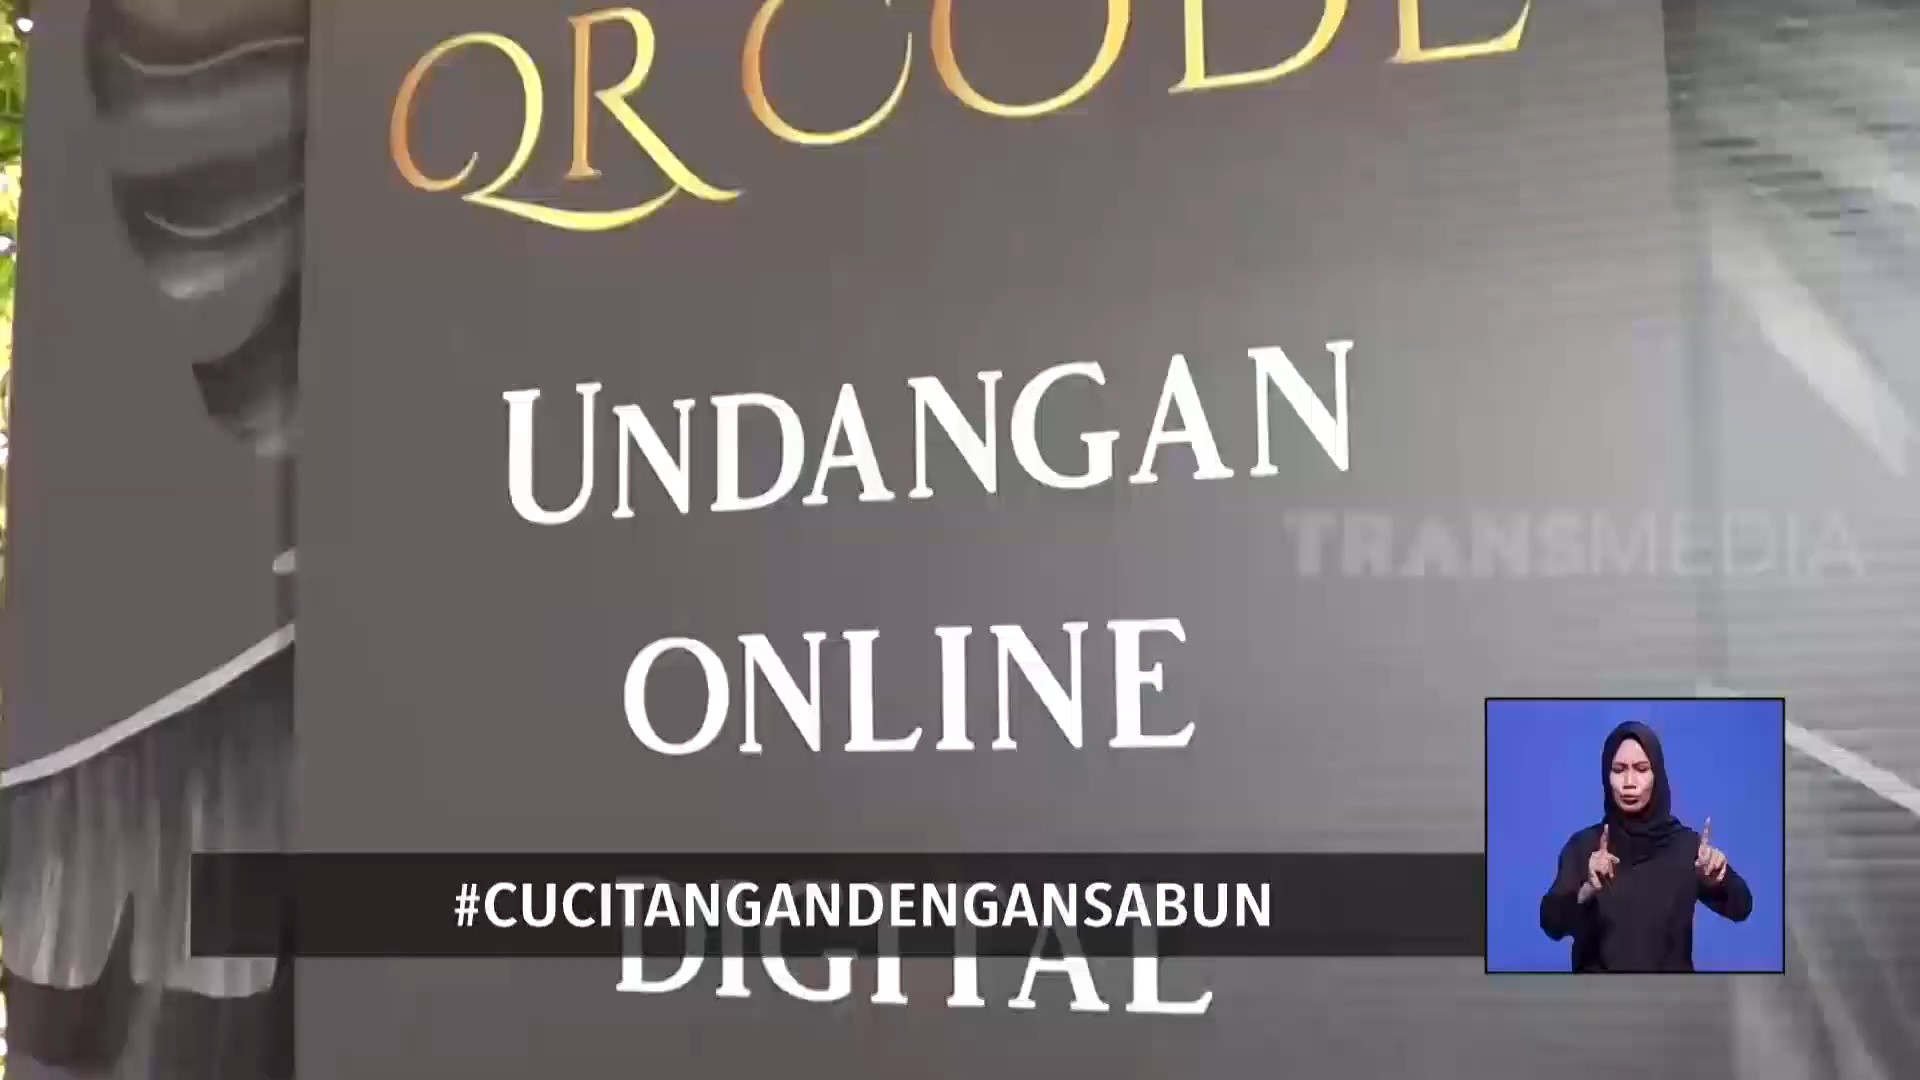 QR CODE
UNDANGAN
ONLINE
TRANSMEDIA
#CUCITANGANDENGANSABUN
DIGITAL